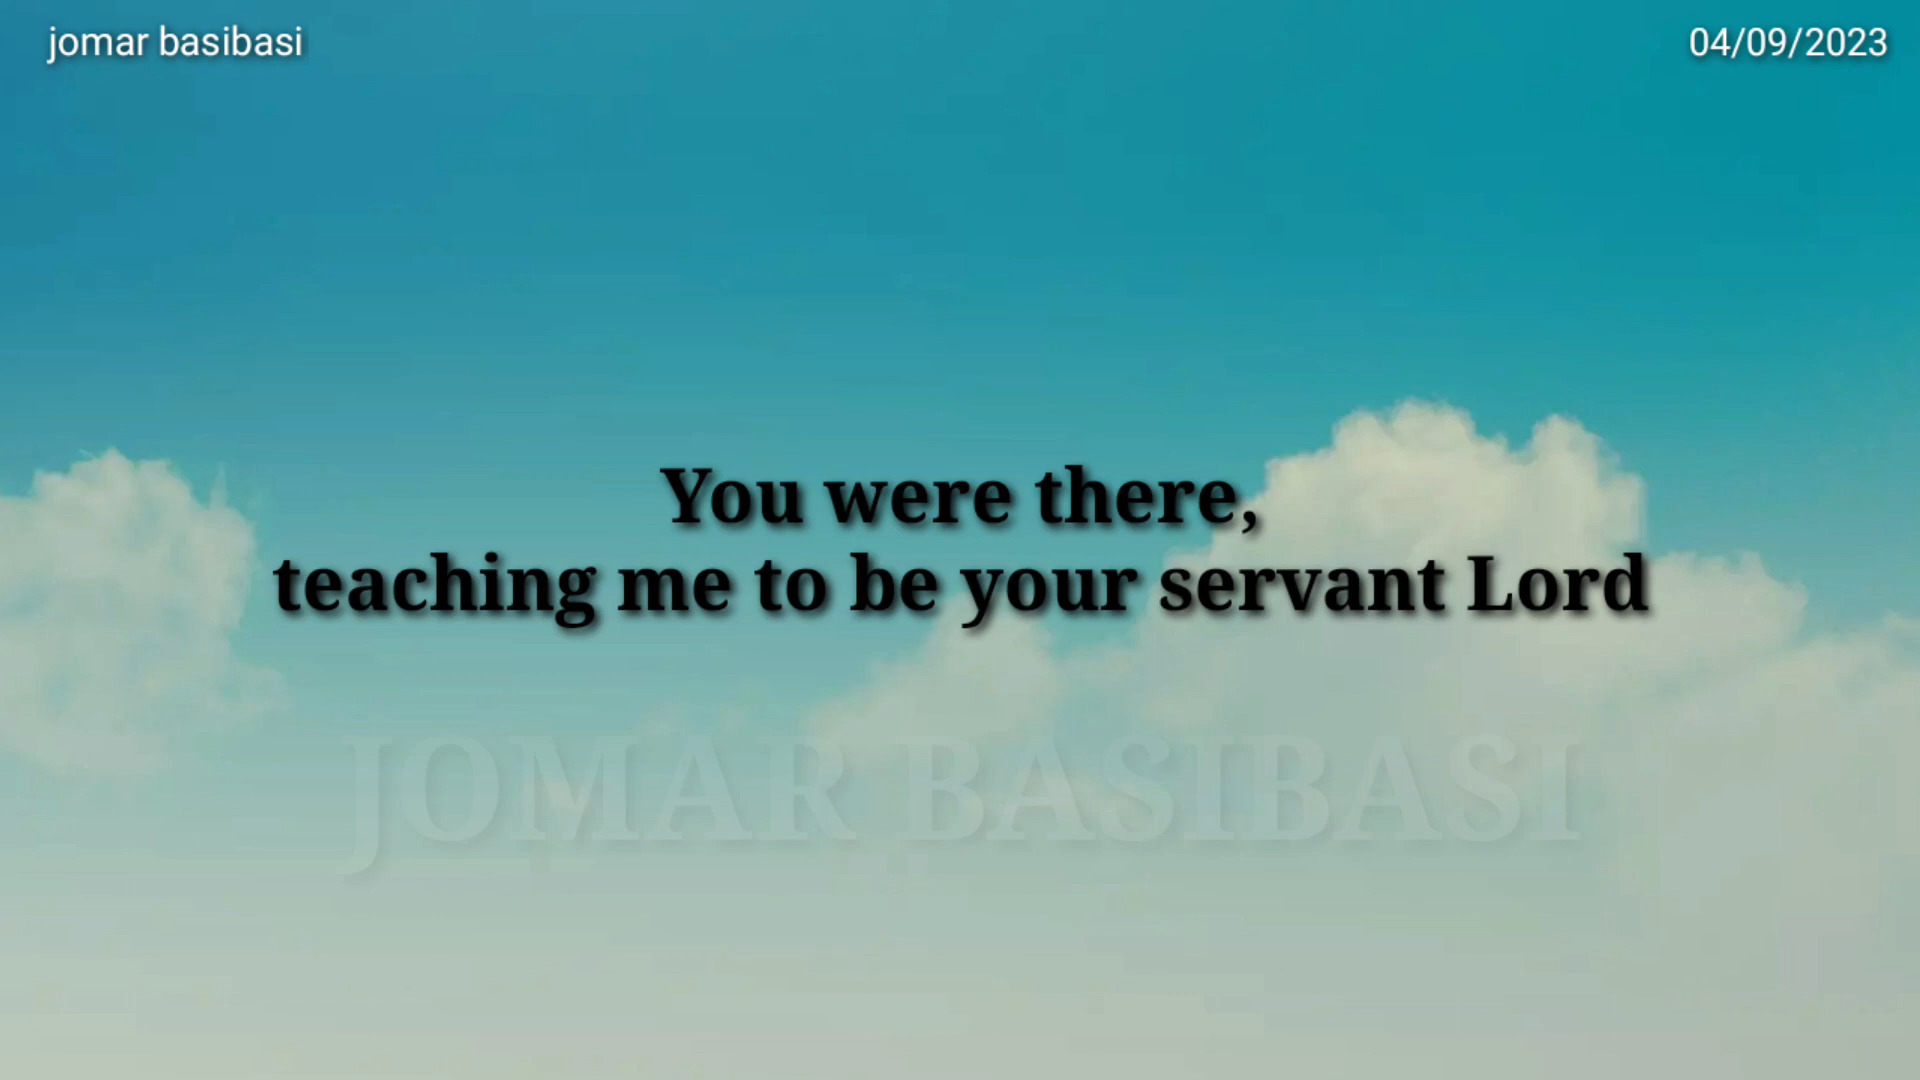 jomar basibasi
04/09/2023
You were there,
teaching me to be your servant Lord
JOMAR BASIBASI